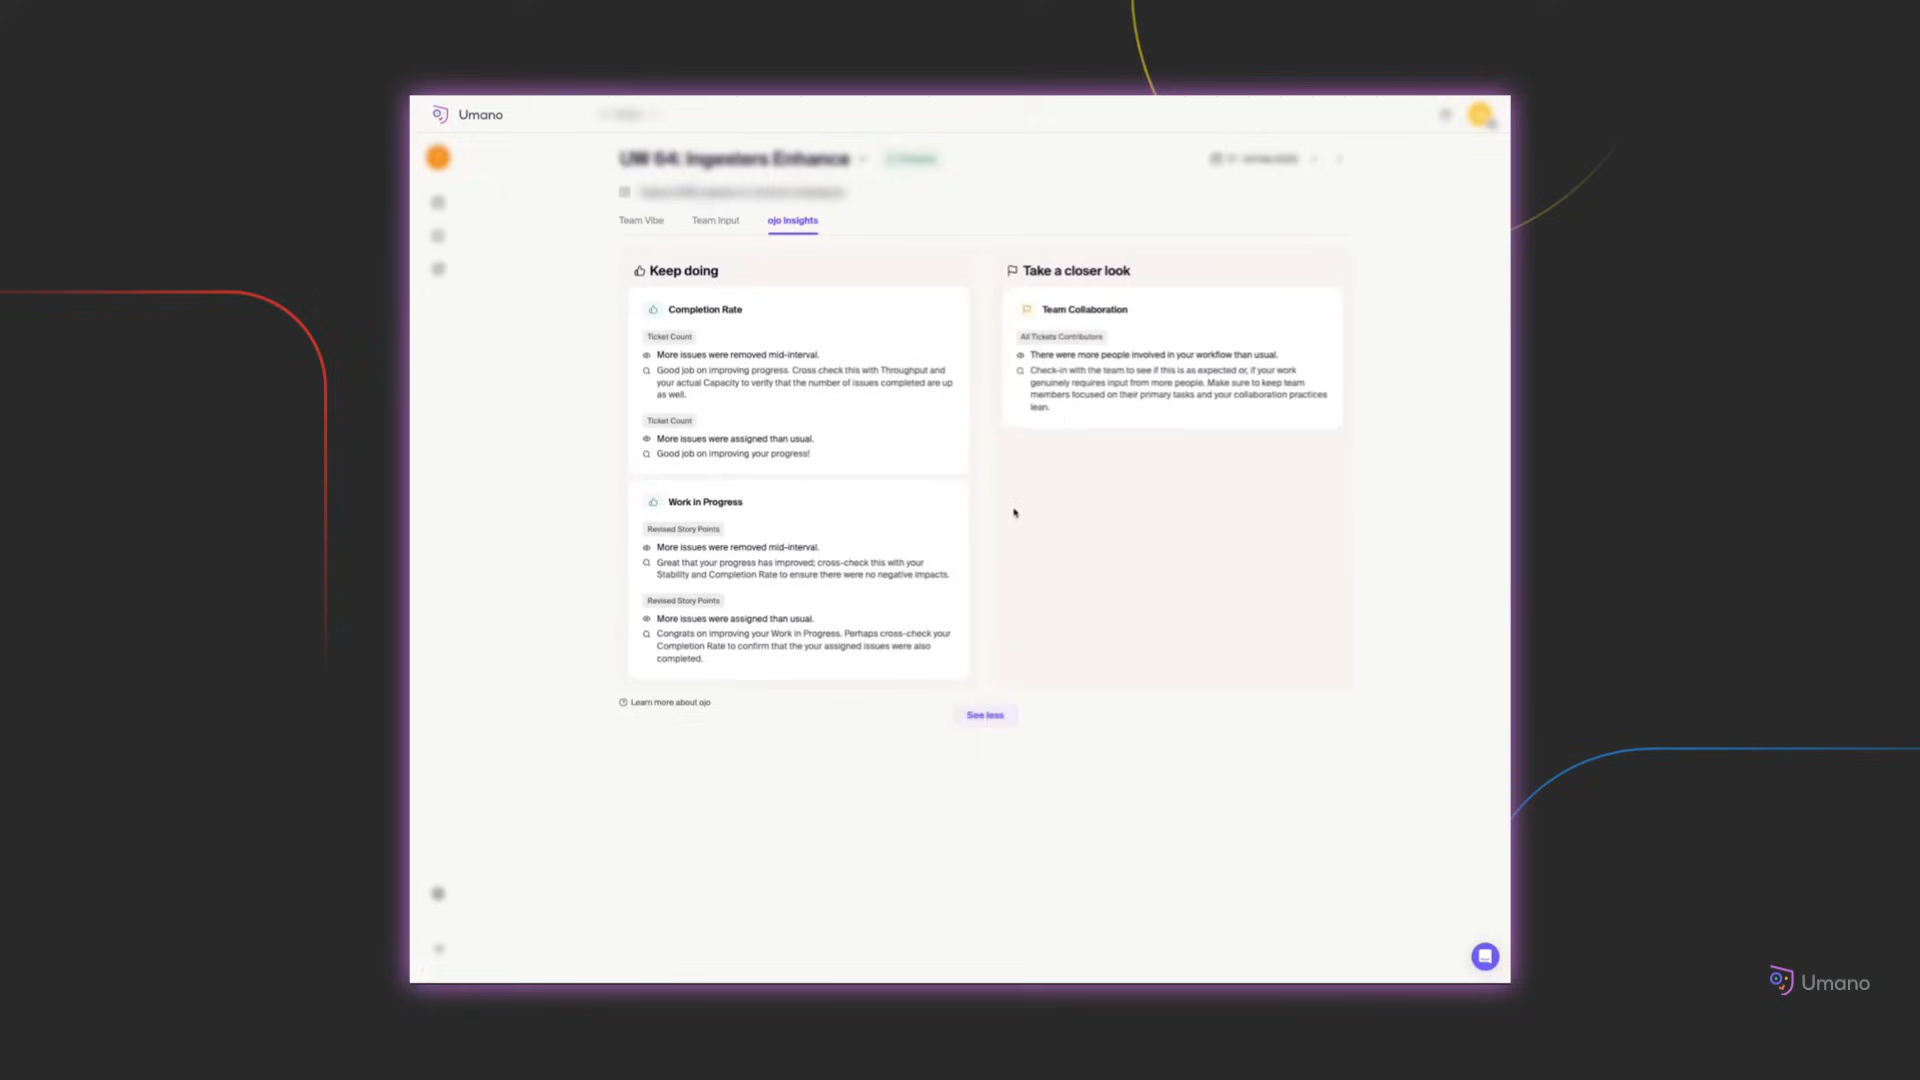 Umano
UW 64: Ingesters Enhance
Team Vibe
Team Input
ojo Insights
Keep doing
Completion Rate
Ticket Count
More issues were removed mid-interval.
Good job on improving progress. Cross check this with Throughput and
your actual Capacity to verify that the number of issues completed are up
as well.
Ticket Count
More issues were assigned than usual.
Good job on improving your progress!
Work in Progress
Revised Story Points
More issues were removed mid-interval.
Great that your progress has improved; cross-check this with your
Stability and Completion Rate to ensure there were no negative impacts.
Revised Story Points
More issues were assigned than usual.
Congrats on improving your Work in Progress. Perhaps cross-check your
Completion Rate to confirm that the your assigned issues were also
completed.
Take a closer look
Team Collaboration
All Tickets Contributors
There were more people involved in your workflow than usual.
Check-in with the team to see if this is as expected or, if your work
genuinely requires input from more people. Make sure to keep team
members focused on their primary tasks and your collaboration practices
lean.
Learn more about ojo
See less
Umano